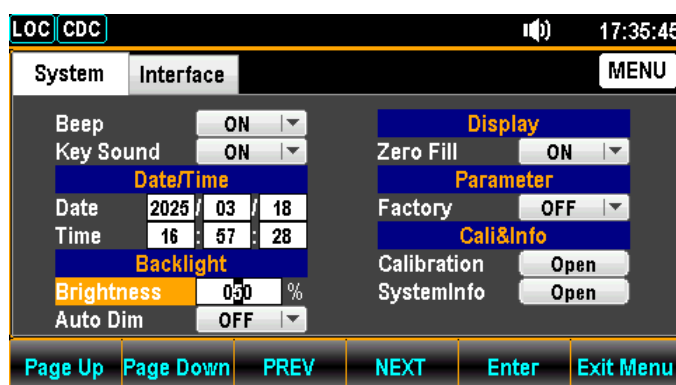 LOC CDC 17:35:45
System Interface MENU
Beep ON
Key Sound ON
Date/Time
Date 2025 / 03 / 18
Time 16 : 57 : 28
Backlight
Brightness 050 %
Auto Dim OFF
Display
Zero Fill ON
Parameter
Factory OFF
Cali&Info
Calibration Open
SystemInfo Open
Page Up Page Down PREV NEXT Enter Exit Menu